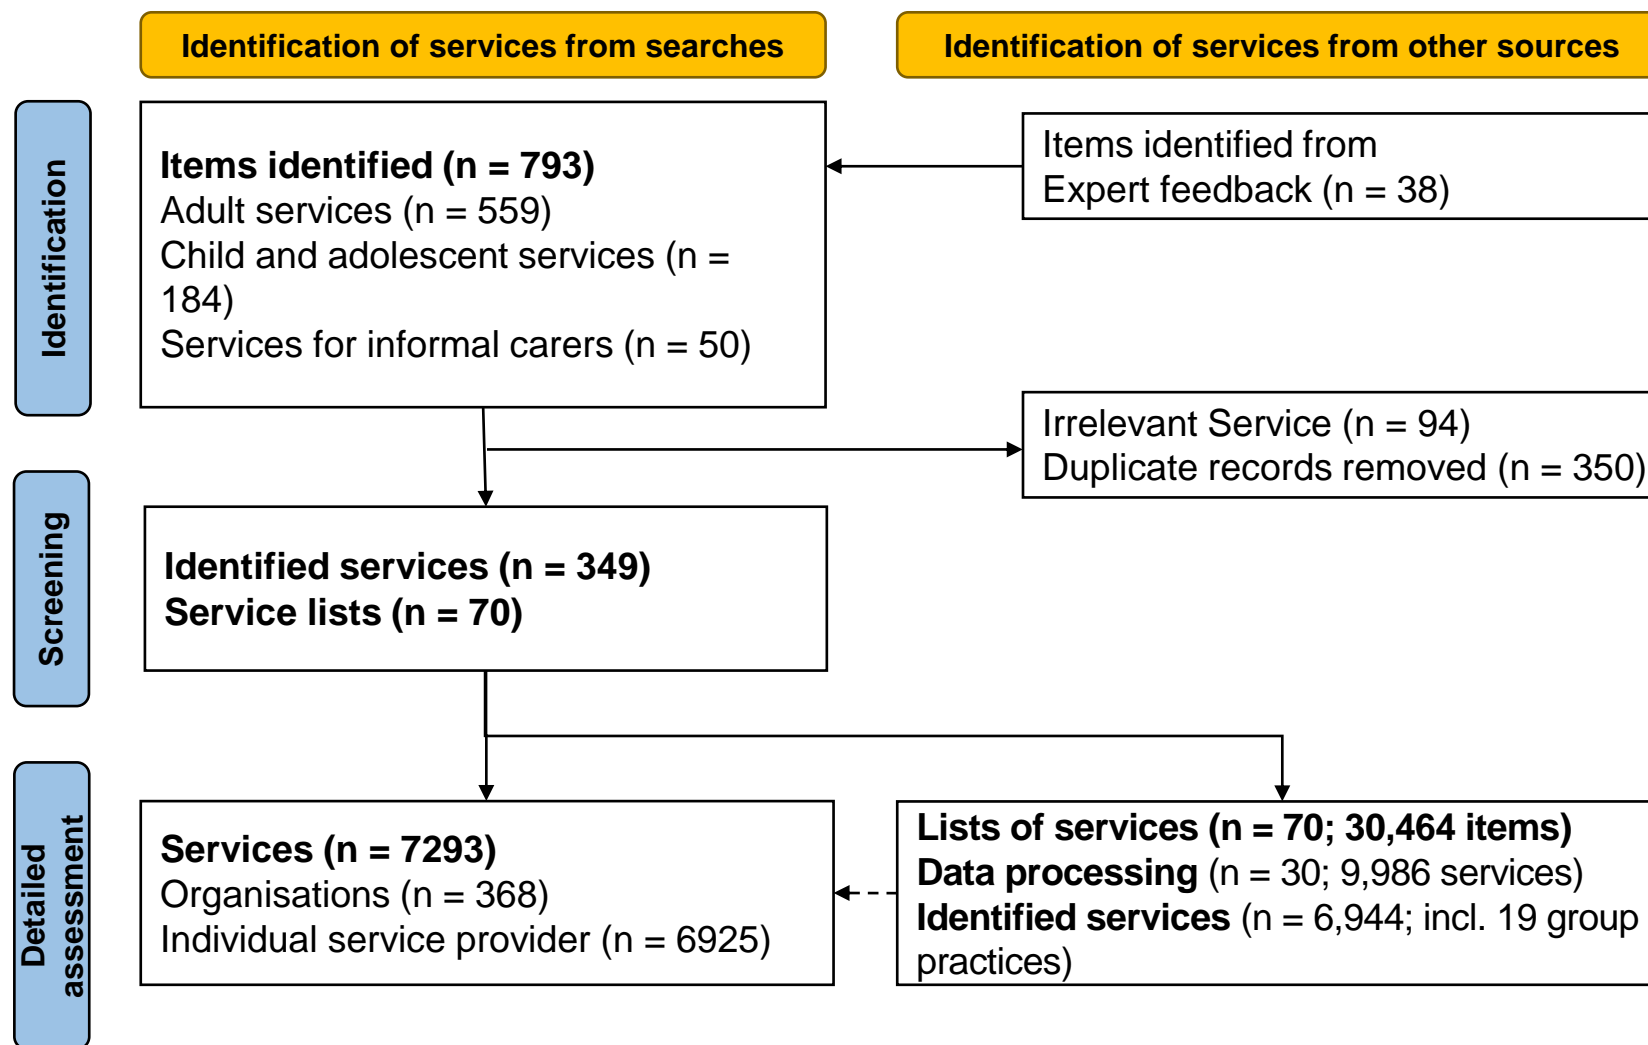 Identification of services from searches
Identification of services from other sources
Identification
Items identified (n = 793)
Adult services (n = 559)
Child and adolescent services (n =
184)
Services for informal carers (n = 50)
Items identified from
Expert feedback (n = 38)
Irrelevant Service (n = 94)
Duplicate records removed (n = 350)
Screening
Identified services (n = 349)
Service lists (n = 70)
Detailed
assessment
Services (n = 7293)
Organisations (n = 368)
Individual service provider (n = 6925)
Lists of services (n = 70; 30,464 items)
Data processing (n = 30; 9,986 services)
Identified services (n = 6,944; incl. 19 group
practices)